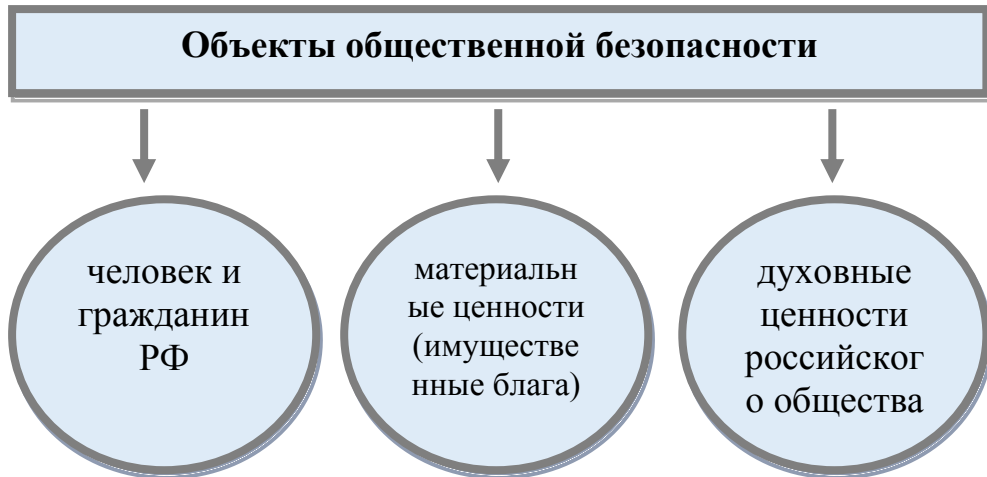 Объекты общественной безопасности
человек и
гражданин
РФ
материальн
ые ценности
(имуществе
нные блага)
духовные
ценности
российског
о общества